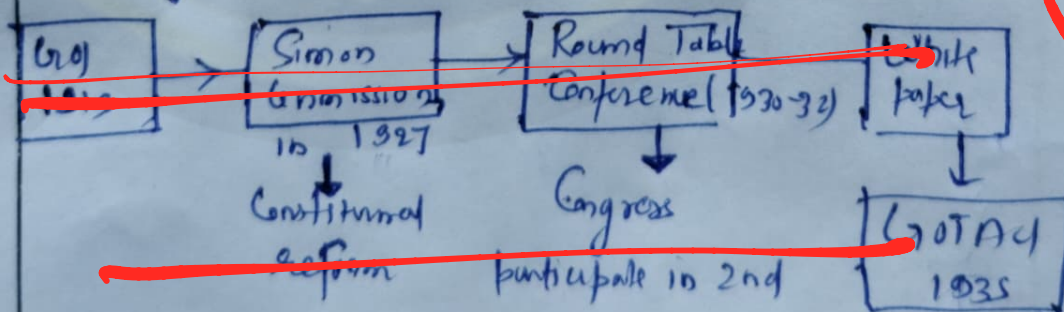 GOI
Simon
Commission
in 1927
Constitutional
reform
Round Table
Conference (1930-32)
Congress
participate in 2nd
White
paper
GOI Act
1935